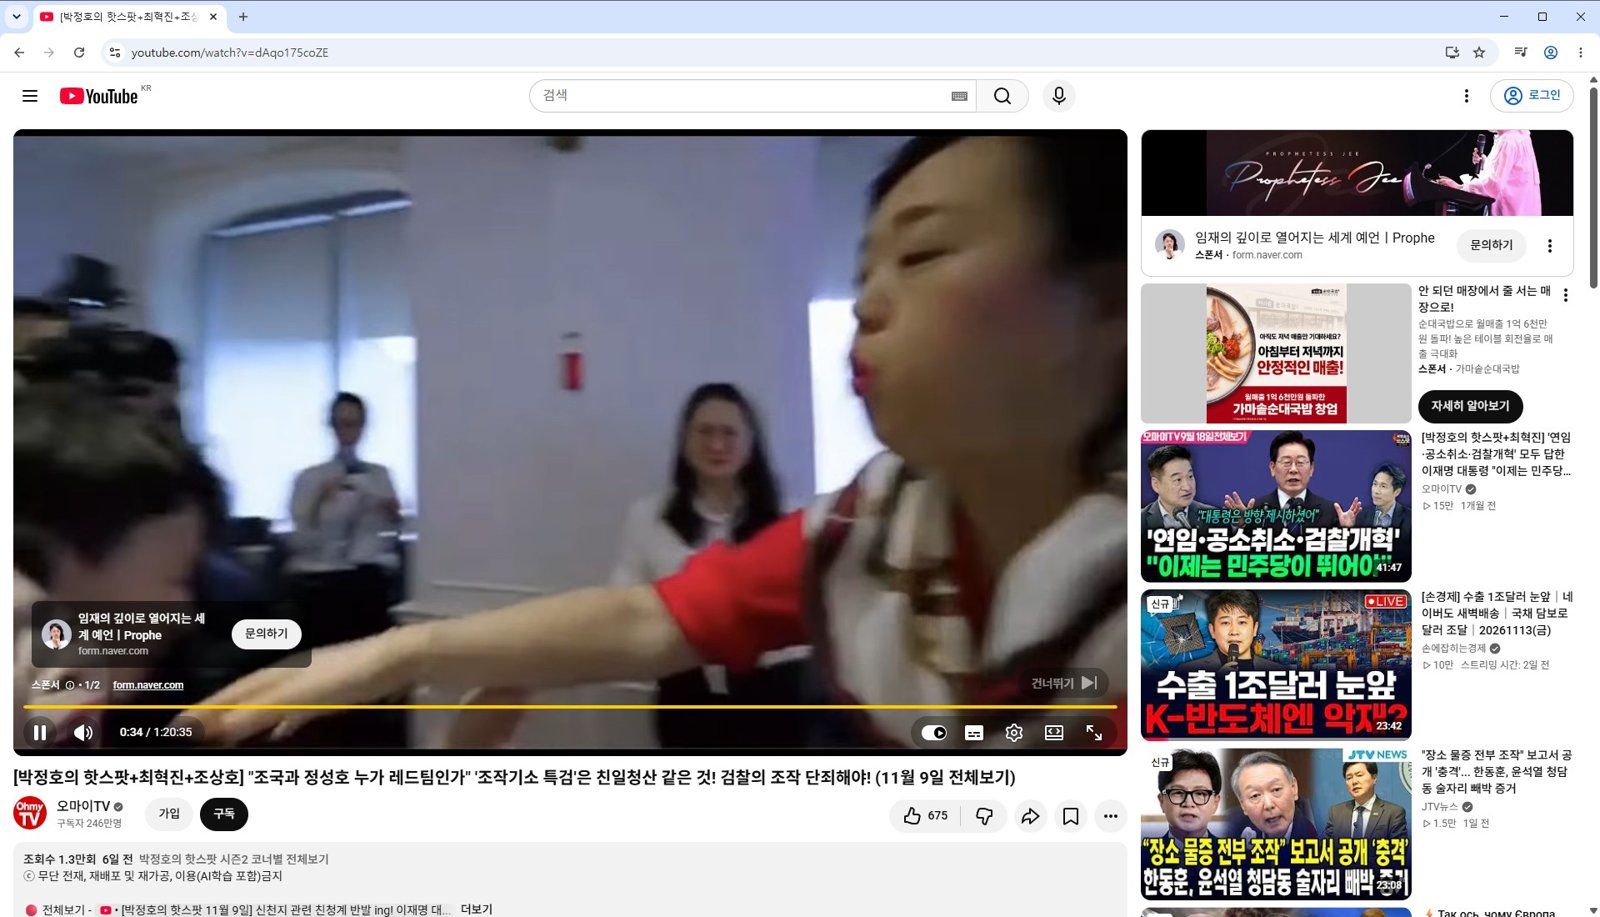 [박정호의 핫스팟+최혁진+조상
youtube.com/watch?v=dAqo175coZE
YouTube KR
검색
로그인
임재의 깊이로 열어지는 세
계 예언 | Prophe
form.naver.com
문의하기
스폰서 · 1/2 form.naver.com
건너뛰기
0:34 / 1:20:35
[박정호의 핫스팟+최혁진+조상호] "조국과 정성호 누가 레드팀인가" '조작기소 특검'은 친일청산 같은 것! 검찰의 조작 단죄해야! (11월 9일 전체보기)
Ohmy TV
오마이TV
구독자 246만명
가입
구독
675
조회수 1.3만회 6일 전 박정호의 핫스팟 시즌2 코너별 전체보기
ⓒ 무단 전재, 재배포 및 재가공, 이용(AI학습 포함)금지
전체보기 - • [박정호의 핫스팟 11월 9일] 신천지 관련 친청계 반발 ing! 이재명 대... 더보기
PROPHETESS JEE
Prophetess Jee
임재의 깊이로 열어지는 세계 예언 | Prophe
스폰서 · form.naver.com
문의하기
아직도 저녁 매출만 기대하세요?
아침부터 저녁까지
안정적인 매출!
월매출 1억 6천만원 돌파한
가마솥순대국밥 창업
안 되던 매장에서 줄 서는 매
장으로!
순대국밥으로 월매출 1억 6천만
원 돌파! 높은 테이블 회전율로 매
출 극대화
스폰서 · 가마솥순대국밥
자세히 알아보기
오마이TV 9월 18일 전체보기
"대통령은 방향 제시하셨어"
'연임·공소취소·검찰개혁'
"이제는 민주당이 뛰어야"
41:47
[박정호의 핫스팟+최혁진] '연임
·공소취소·검찰개혁' 모두 답한
이재명 대통령 "이제는 민주당...
오마이TV
15만 1개월 전
신규
LIVE
수출 1조달러 눈앞
K-반도체엔 악재?
23:42
[손경제] 수출 1조달러 눈앞 | 네
이버도 새벽배송 | 국채 담보로
달러 조달 | 20261113(금)
손에잡히는경제
10만 스트리밍 시간: 2일 전
신규
JTV NEWS
"장소 물증 전부 조작" 보고서 공개 '충격'
한동훈, 윤석열 청담동 술자리 빼박 증거
23:08
"장소 물증 전부 조작" 보고서 공
개 '충격'... 한동훈, 윤석열 청담
동 술자리 빼박 증거
JTV뉴스
1.5만 1일 전
Так ось, чому Європа